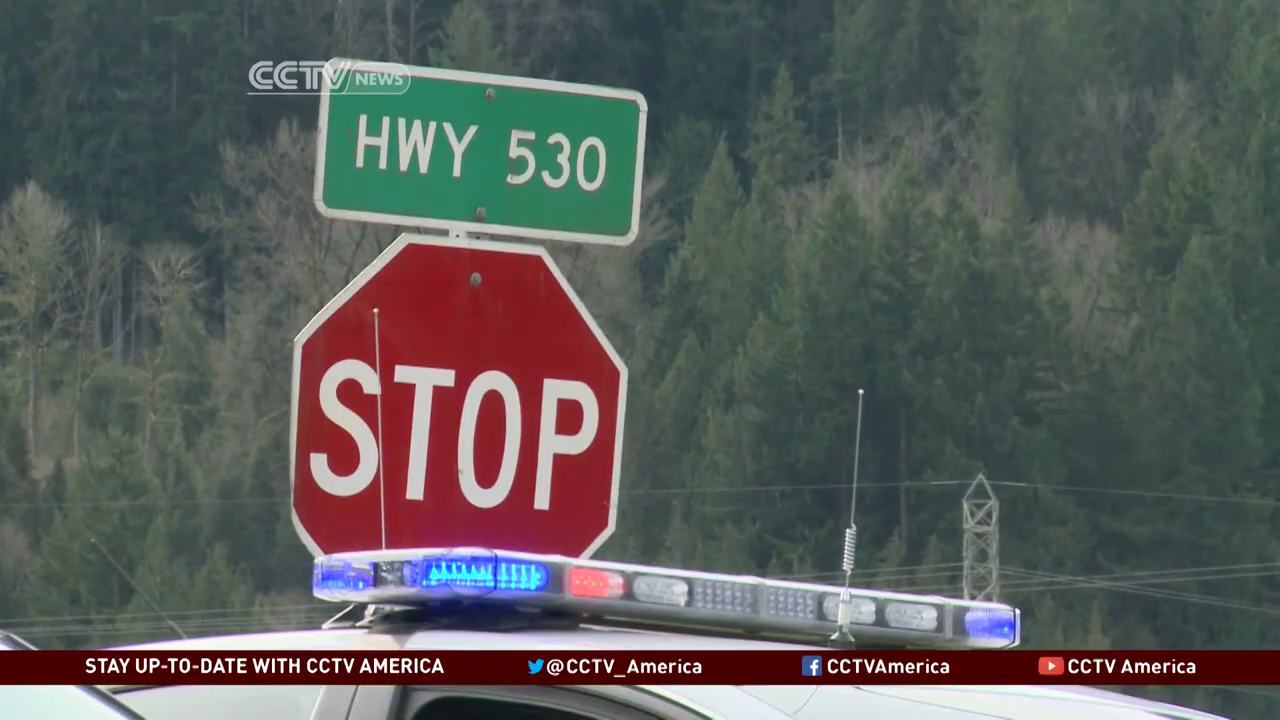 CCTV NEWS
HWY 530
STOP
STAY UP-TO-DATE WITH CCTV AMERICA @CCTV_America CCTVAmerica CCTV America